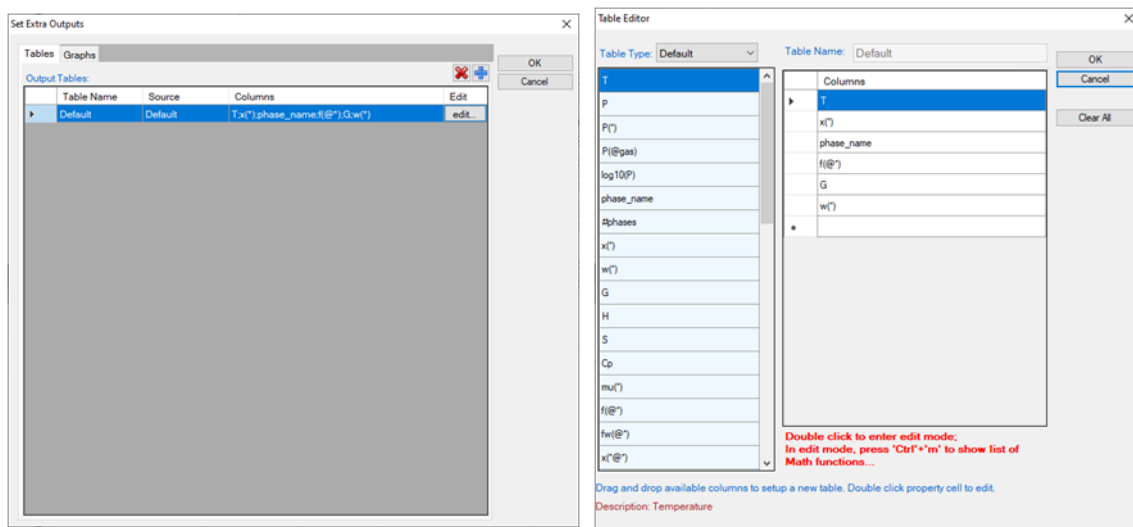 Set Extra Outputs
Tables Graphs
Output Tables:
Table Name Source Columns Edit
Default Default T;x(*);phase_name;f(@*);G;w(*) edit...
OK
Cancel
Table Editor
Table Type: Default
Table Name: Default
T
P
P(*)
P(@gas)
log10(P)
phase_name
#phases
x(*)
w(*)
G
H
S
Cp
mu(*)
f(@*)
fw(@*)
x(*@*)
Columns
T
x(*)
phase_name
f(@*)
G
w(*)
OK
Cancel
Clear All
Double click to enter edit mode;
In edit mode, press 'Ctrl'+'m' to show list of
Math functions...
Drag and drop available columns to setup a new table. Double click property cell to edit.
Description: Temperature